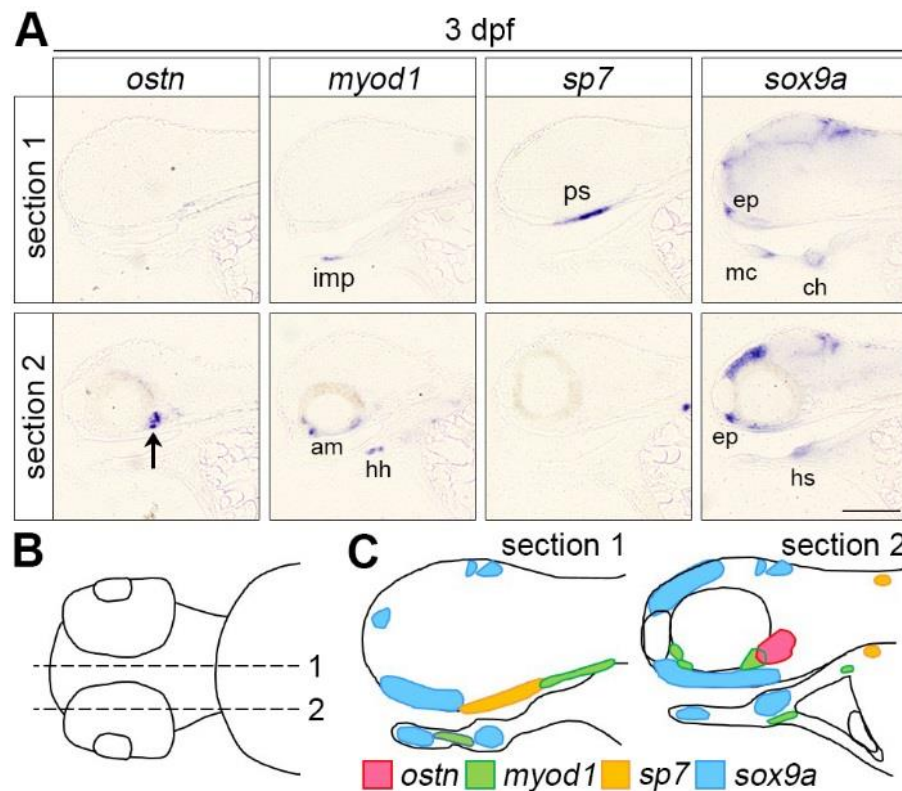 A
3 dpf
ostn myod1 sp7 sox9a
section 1
imp
ps
ep
mc
ch
section 2
am
hh
ep
hs
B
1
2
C
section 1 section 2
ostn myod1 sp7 sox9a